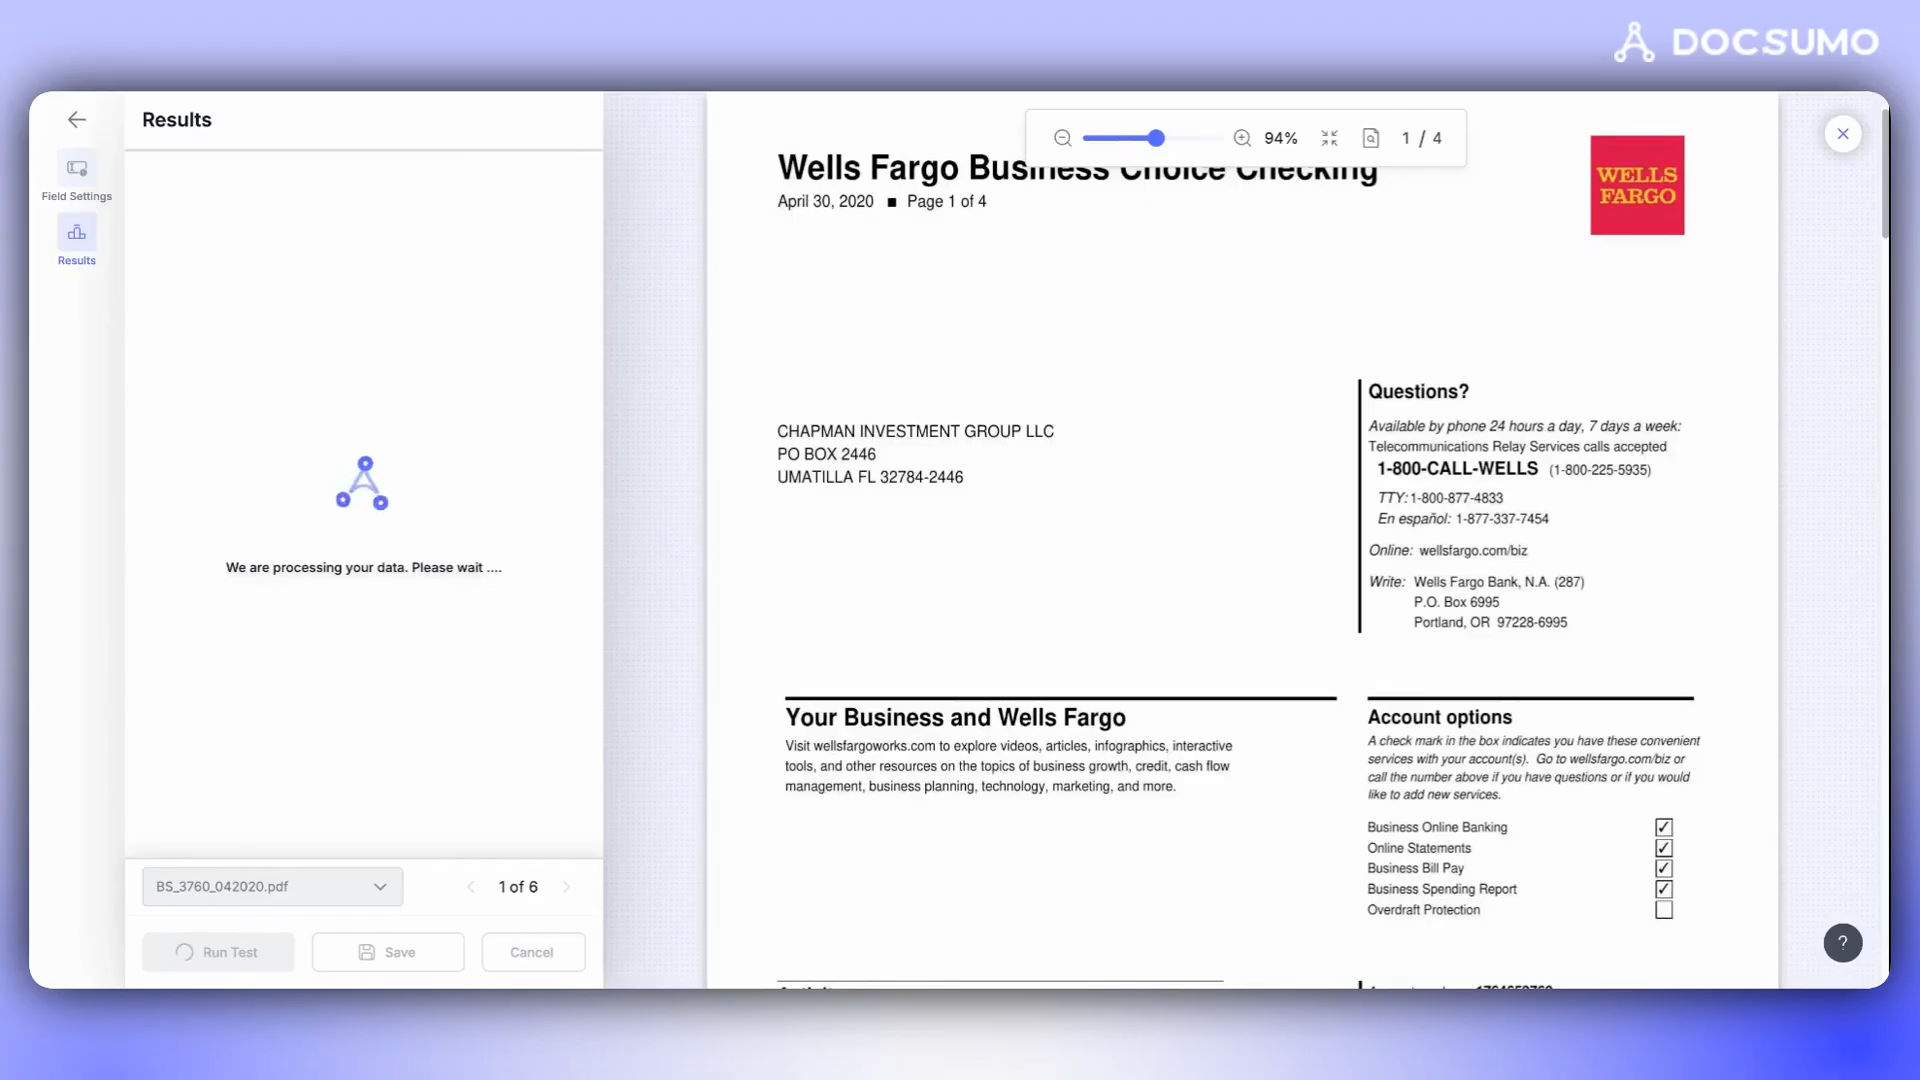 DOCSUMO
Results
Field Settings
Results
We are processing your data. Please wait ....
BS_3760_042020.pdf
1 of 6
Run Test
Save
Cancel
94%
1 / 4
Wells Fargo Business Choice Checking
April 30, 2020 ■ Page 1 of 4
WELLS
FARGO
CHAPMAN INVESTMENT GROUP LLC
PO BOX 2446
UMATILLA FL 32784-2446
Questions?
Available by phone 24 hours a day, 7 days a week:
Telecommunications Relay Services calls accepted
1-800-CALL-WELLS (1-800-225-5935)
TTY: 1-800-877-4833
En español: 1-877-337-7454
Online: wellsfargo.com/biz
Write: Wells Fargo Bank, N.A. (287)
P.O. Box 6995
Portland, OR 97228-6995
Your Business and Wells Fargo
Visit wellsfargoworks.com to explore videos, articles, infographics, interactive
tools, and other resources on the topics of business growth, credit, cash flow
management, business planning, technology, marketing, and more.
Account options
A check mark in the box indicates you have these convenient
services with your account(s). Go to wellsfargo.com/biz or
call the number above if you have questions or if you would
like to add new services.
Business Online Banking
Online Statements
Business Bill Pay
Business Spending Report
Overdraft Protection
?